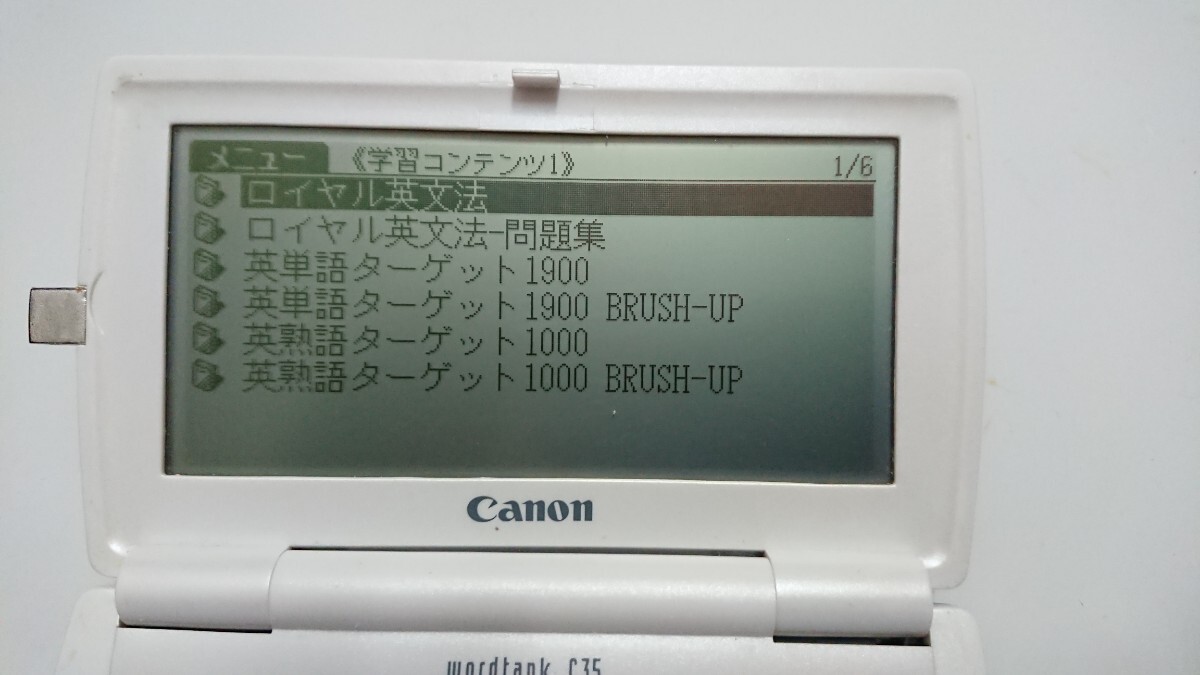 メニュー 《学習コンテンツ1》 1/6
ロイヤル英文法
ロイヤル英文法-問題集
英単語ターゲット1900
英単語ターゲット1900 BRUSH-UP
英熟語ターゲット1000
英熟語ターゲット1000 BRUSH-UP
Canon
wordtank